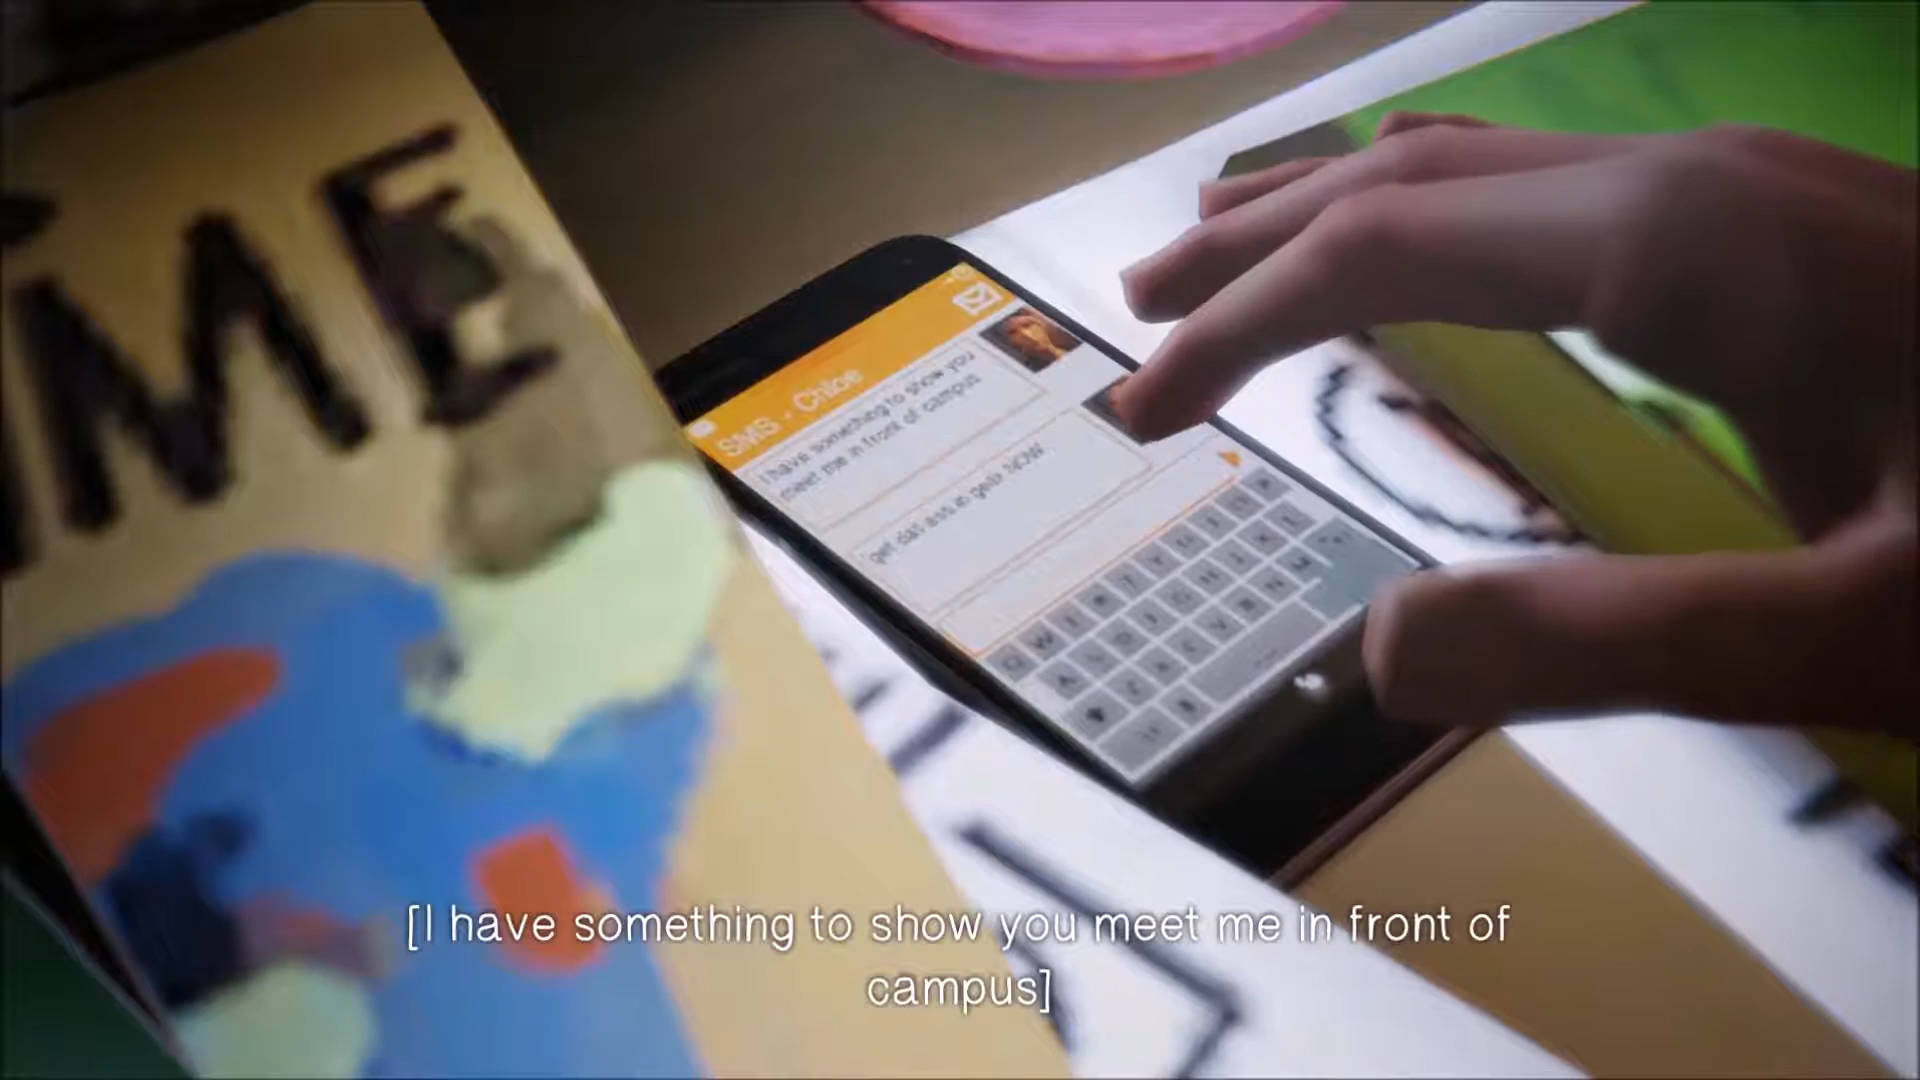 ME
SMS - Chloe
I have something to show you
meet me in front of campus
get dat ass in gear NOW
[I have something to show you meet me in front of
campus]